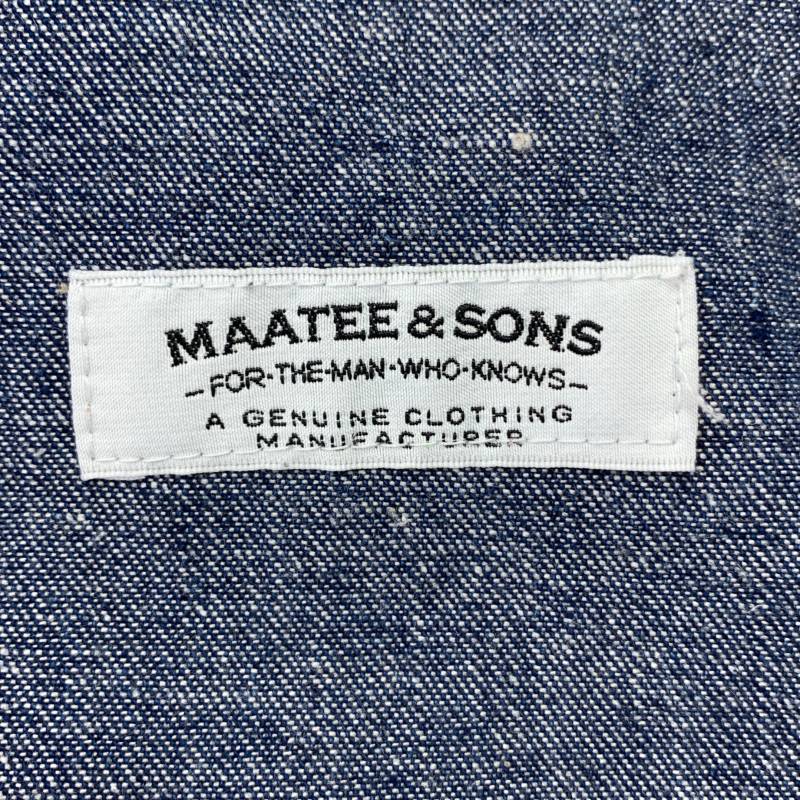 MAATEE & SONS
-FOR·THE·MAN·WHO·KNOWS-
A GENUINE CLOTHING
MANUFACTURER